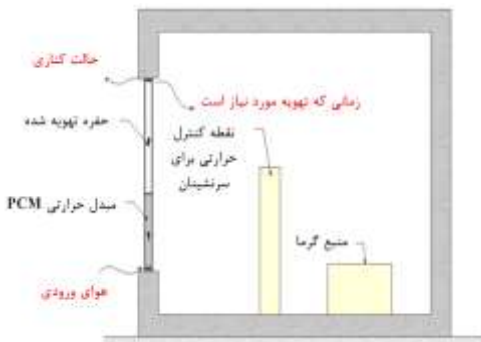 حالت کناری
زمانی که تهویه مورد نیاز است
حفره تهویه شده
نقطه کنترل
حرارتی برای
سرنشینان
مبدل حرارتی PCM
منبع گرما
هوای ورودی